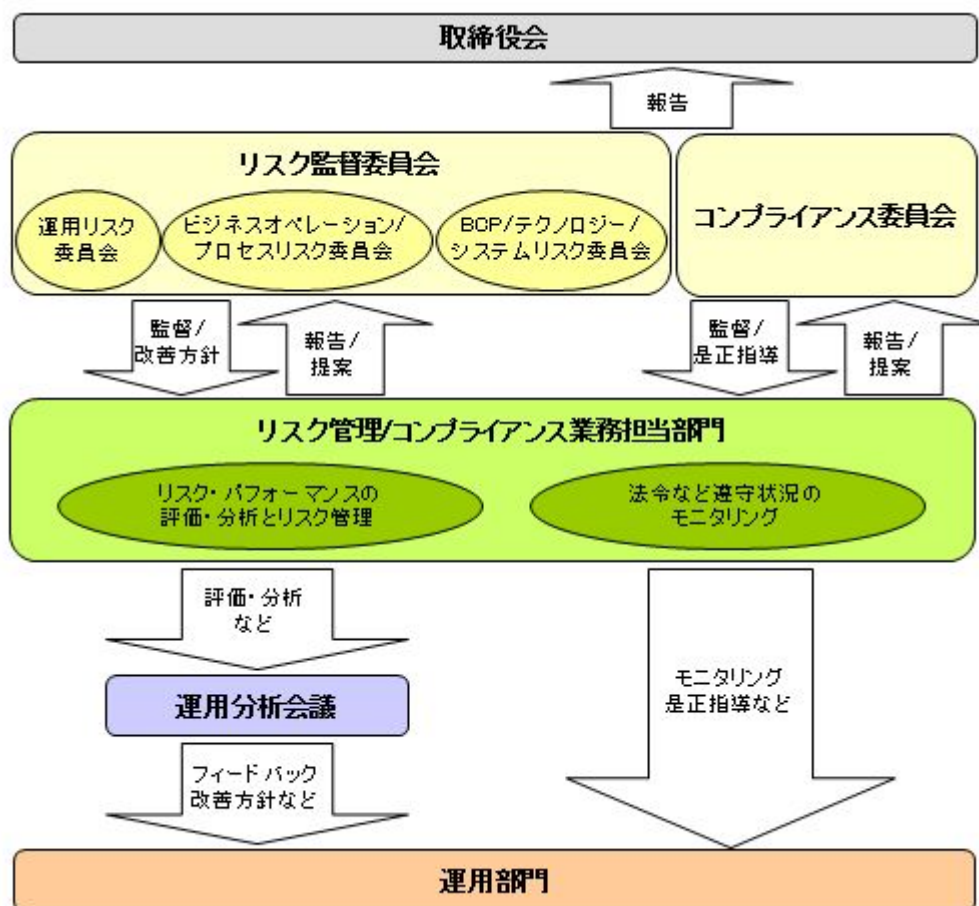 取締役会
報告
リスク監督委員会
運用リスク
委員会
ビジネスオペレーション/
プロセスリスク委員会
BCP/テクノロジー/
システムリスク委員会
コンプライアンス委員会
監督/
改善方針
報告/
提案
監督/
是正指導
報告/
提案
リスク管理/コンプライアンス業務担当部門
リスク・パフォーマンスの
評価・分析とリスク管理
法令など遵守状況の
モニタリング
評価・分析
など
運用分析会議
モニタリング
是正指導など
フィードバック
改善方針など
運用部門